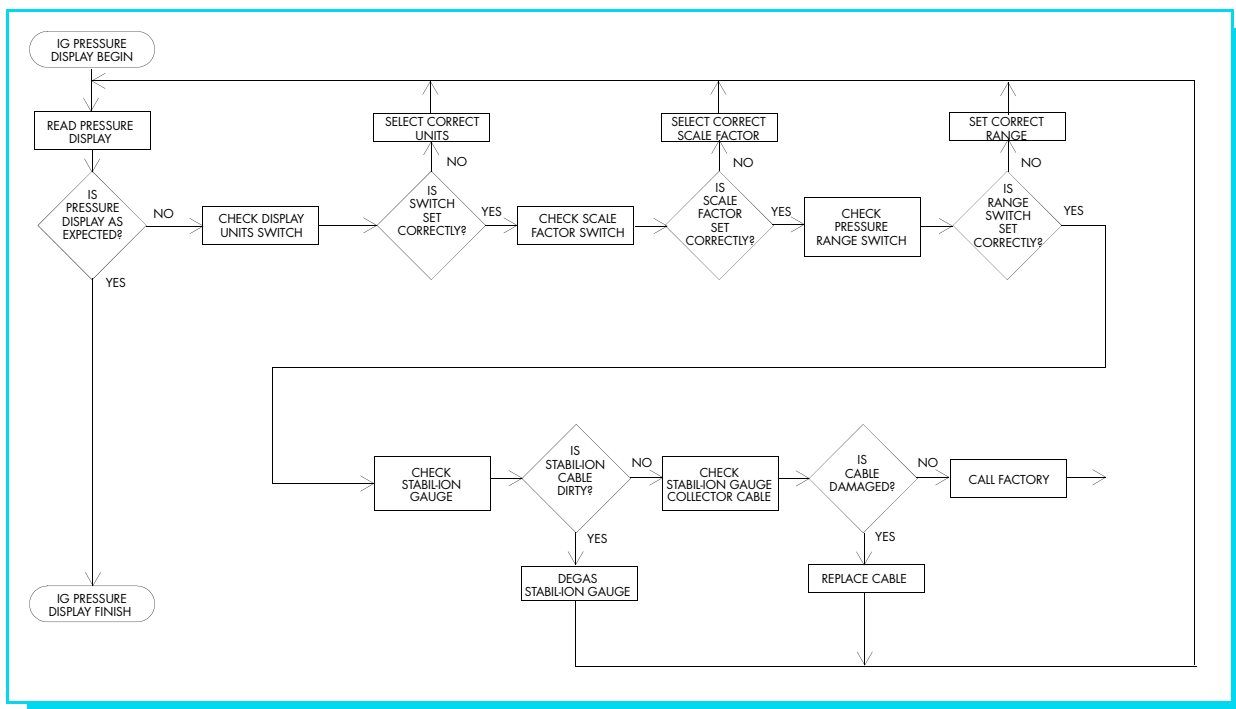 IG PRESSURE
DISPLAY BEGIN
READ PRESSURE
DISPLAY
SELECT CORRECT
UNITS
SELECT CORRECT
SCALE FACTOR
SET CORRECT
RANGE
NO
NO
NO
IS
PRESSURE
DISPLAY AS
EXPECTED?
NO
YES
CHECK DISPLAY
UNITS SWITCH
IS
SWITCH
SET
CORRECTLY?
YES
CHECK SCALE
FACTOR SWITCH
IS
SCALE
FACTOR
SET
CORRECTLY?
YES
CHECK
PRESSURE
RANGE SWITCH
IS
RANGE
SWITCH
SET
CORRECTLY?
YES
CHECK
STABIL-ION
GAUGE
IS
STABIL-ION
CABLE
DIRTY?
NO
YES
CHECK
STABIL-ION GAUGE
COLLECTOR CABLE
IS
CABLE
DAMAGED?
NO
YES
CALL FACTORY
DEGAS
STABIL-ION GAUGE
REPLACE CABLE
IG PRESSURE
DISPLAY FINISH